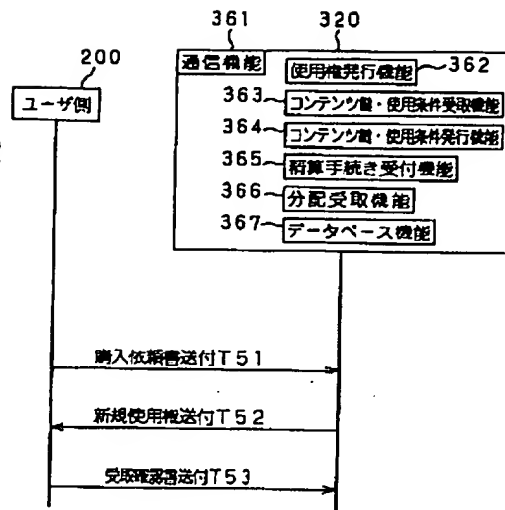 361
320
200
通信機能
使用権発行機能
362
ユーザ側
363
コンテンツ鍵・使用条件受取機能
364
コンテンツ鍵・使用条件発行機能
365
精算手続き受付機能
366
分配受取機能
367
データベース機能
購入依頼書送付T51
新規使用権送付T52
受取確認書送付T53